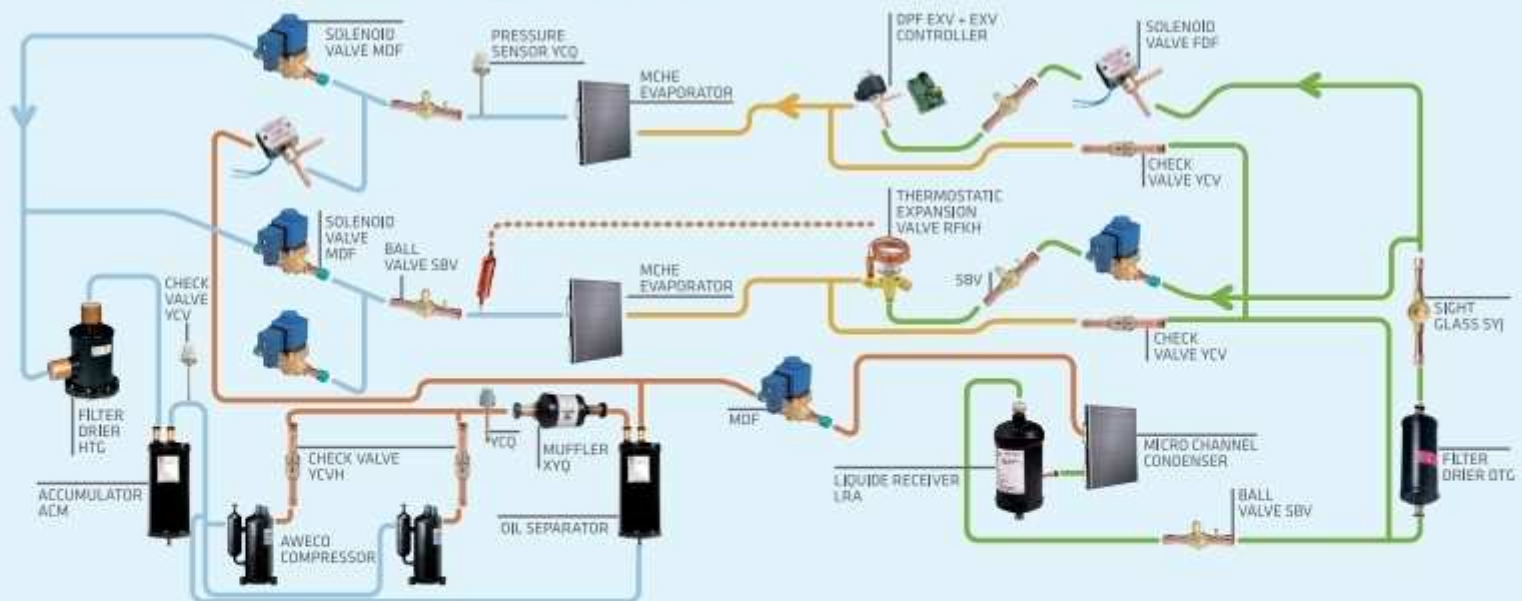 SOLENOID
VALVE MDF
PRESSURE
SENSOR YCQ
MCHE
EVAPORATOR
DPF EXV + EXV
CONTROLLER
SOLENOID
VALVE FDF
CHECK
VALVE YCV
THERMOSTATIC
EXPANSION
VALVE RFKH
SOLENOID
VALVE
MDF
BALL
VALVE SBV
MCHE
EVAPORATOR
SBV
CHECK
VALVE
YCV
SIGHT
GLASS SYJ
CHECK
VALVE YCV
FILTER
DRIER
HTG
MDF
YCQ
MUFFLER
XYQ
CHECK VALVE
YCVH
MICRO CHANNEL
CONDENSER
FILTER
DRIER DTG
LIQUIDE RECEIVER
LRA
ACCUMULATOR
ACM
OIL SEPARATOR
BALL
VALVE SBV
AWECO
COMPRESSOR